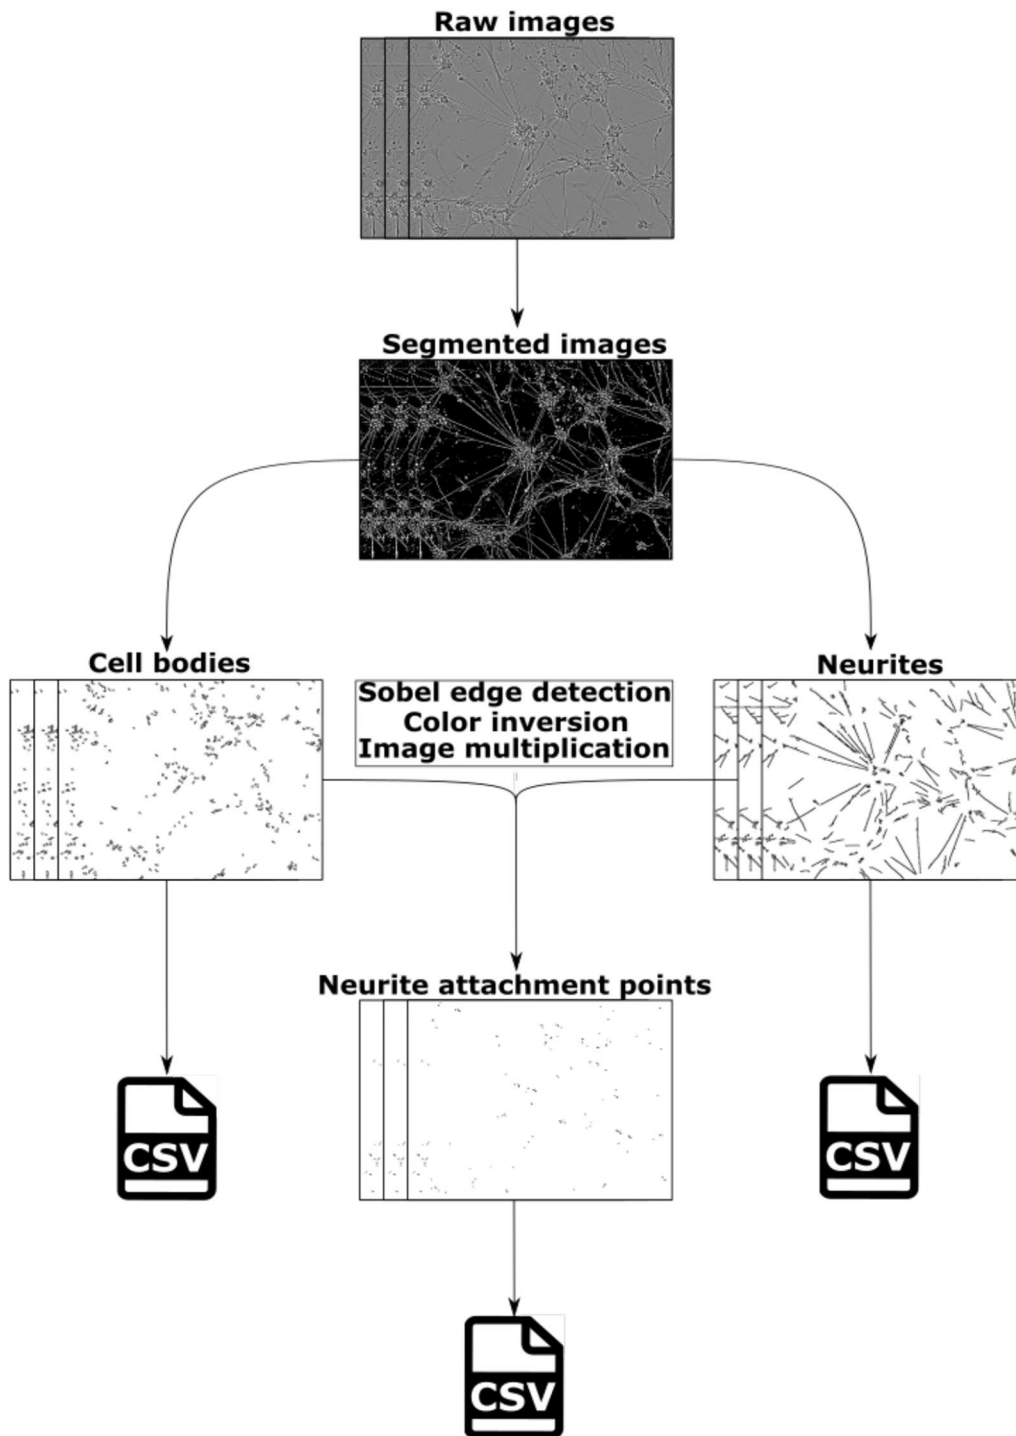 Raw images
Segmented images
Cell bodies
Neurites
Sobel edge detection
Color inversion
Image multiplication
Neurite attachment points
CSV
CSV
CSV